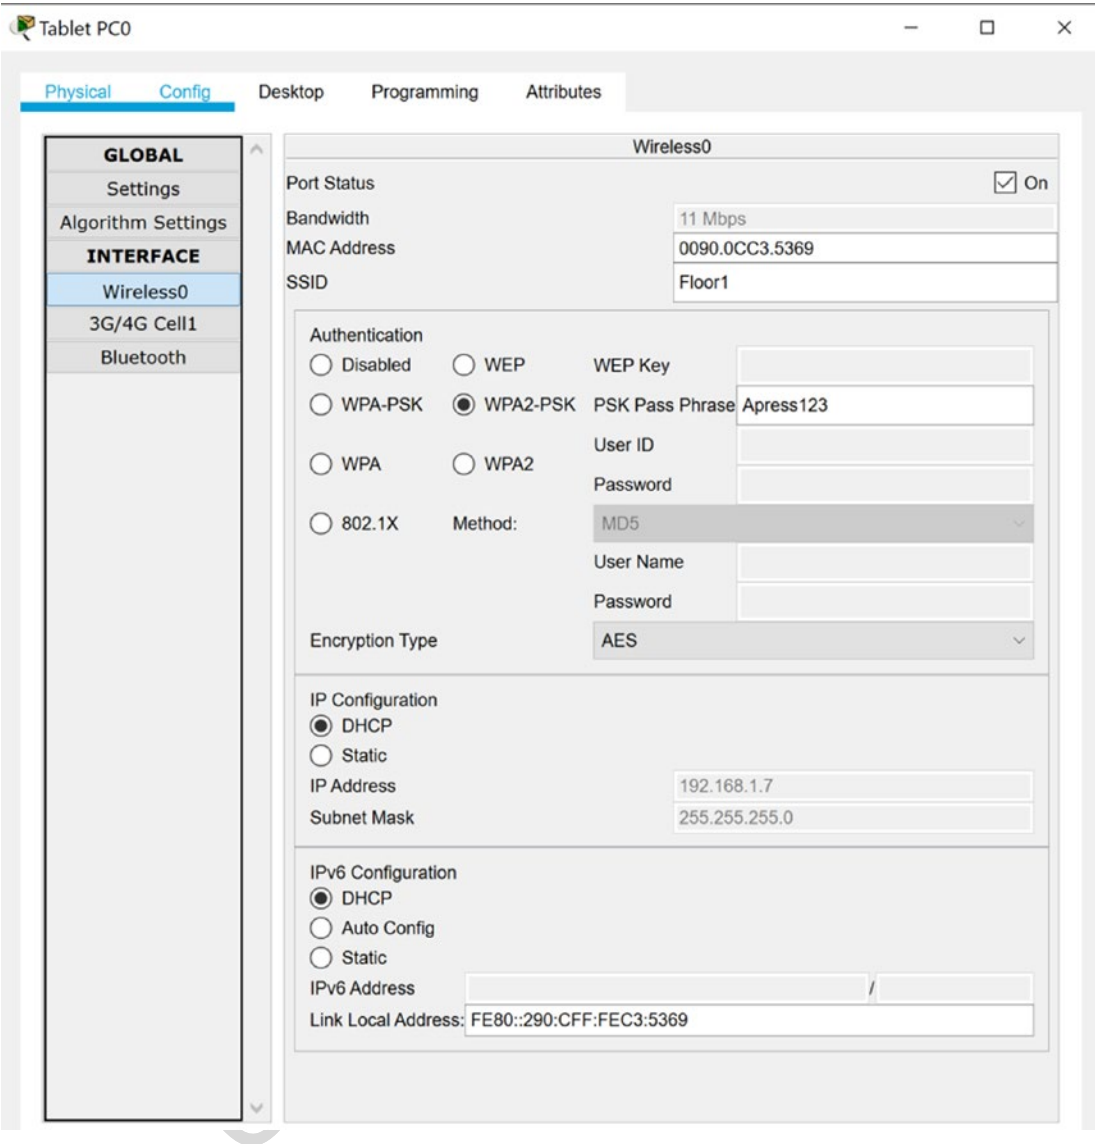 Tablet PC0
Physical Config Desktop Programming Attributes
GLOBAL
Settings
Algorithm Settings
INTERFACE
Wireless0
3G/4G Cell1
Bluetooth
Wireless0
Port Status On
Bandwidth 11 Mbps
MAC Address 0090.0CC3.5369
SSID Floor1
Authentication
Disabled WEP WEP Key
WPA-PSK WPA2-PSK PSK Pass Phrase Apress123
User ID
WPA WPA2
Password
802.1X Method: MD5
User Name
Password
Encryption Type AES
IP Configuration
DHCP
Static
IP Address 192.168.1.7
Subnet Mask 255.255.255.0
IPv6 Configuration
DHCP
Auto Config
Static
IPv6 Address /
Link Local Address: FE80::290:CFF:FEC3:5369